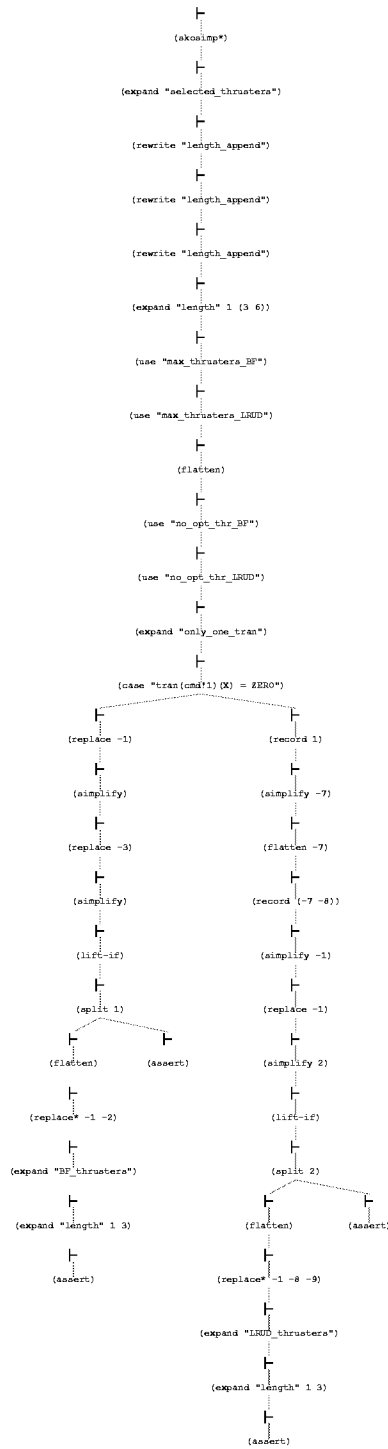 (skosimp*)
(expand "selected_thrusters")
(rewrite "length_append")
(rewrite "length_append")
(rewrite "length_append")
(expand "length" 1 (3 6))
(use "max_thrusters_BF")
(use "max_thrusters_LRUD")
(flatten)
(use "no_opt_thr_BF")
(use "no_opt_thr_LRUD")
(expand "only_one_tran")
(case "tran(cmd!1)(X) = ZERO")
(replace -1) (record 1)
(simplify) (simplify -7)
(replace -3) (flatten -7)
(simplify) (record (-7 -8))
(lift-if) (simplify -1)
(split 1) (replace -1)
(flatten) (assert) (simplify 2)
(replace* -1 -2) (lift-if)
(expand "BF_thrusters") (split 2)
(expand "length" 1 3) (flatten) (assert)
(assert) (replace* -1 -8 -9)
(expand "LRUD_thrusters")
(expand "length" 1 3)
(assert)